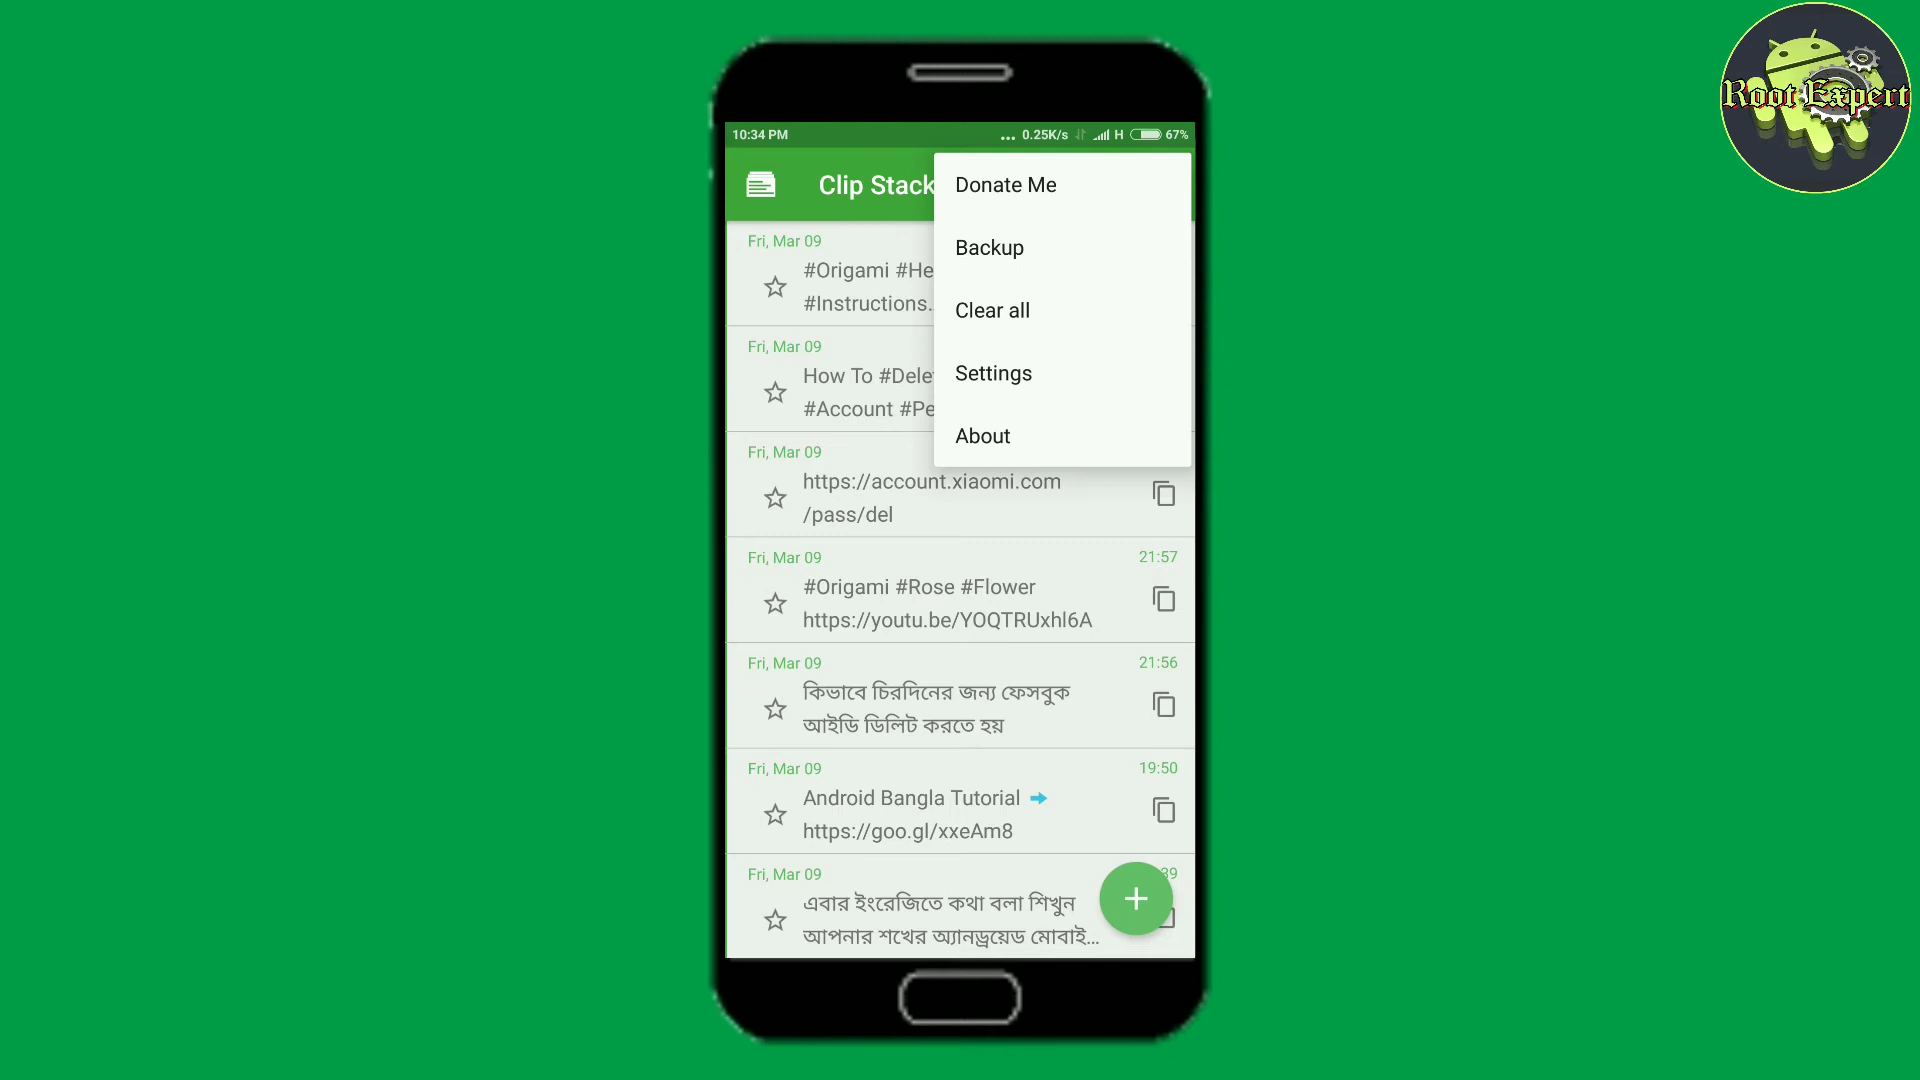 Root Expert
10:34 PM
... 0.25K/s H 67%
Clip Stack
Donate Me
Backup
Clear all
Settings
About
Fri, Mar 09
#Origami
#Instructions..
Fri, Mar 09
How To
#Account
Fri, Mar 09
https://account.xiaomi.com
/pass/del
Fri, Mar 09 21:57
#Origami #Rose #Flower
https://youtu.be/YOQTRUxhl6A
Fri, Mar 09 21:56
কিভাবে চিরদিনের জন্য ফেসবুক
আইডি ডিলিট করতে হয়
Fri, Mar 09 19:50
Android Bangla Tutorial ➡
https://goo.gl/xxeAm8
Fri, Mar 09
এবার ইংরেজিতে কথা বলা শিখুন
আপনার শখের অ্যানড্রয়েড মোবাই...